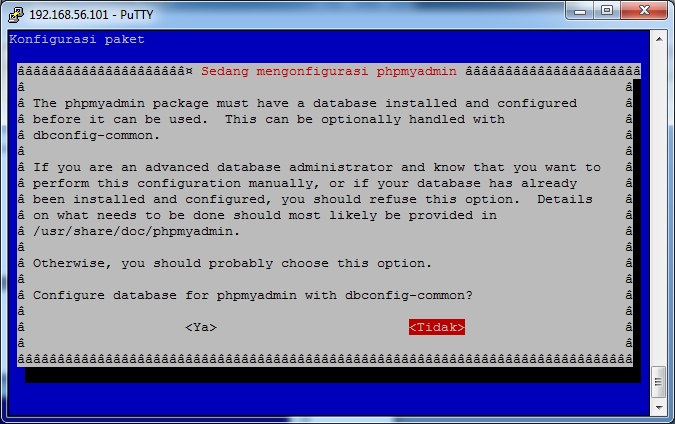 192.168.56.101 - PuTTY
Konfigurasi paket
Sedang mengonfigurasi phpmyadmin
The phpmyadmin package must have a database installed and configured
before it can be used.  This can be optionally handled with
dbconfig-common.
If you are an advanced database administrator and know that you want to
perform this configuration manually, or if your database has already
been installed and configured, you should refuse this option.  Details
on what needs to be done should most likely be provided in
/usr/share/doc/phpmyadmin.
Otherwise, you should probably choose this option.
Configure database for phpmyadmin with dbconfig-common?
<Ya> <Tidak>